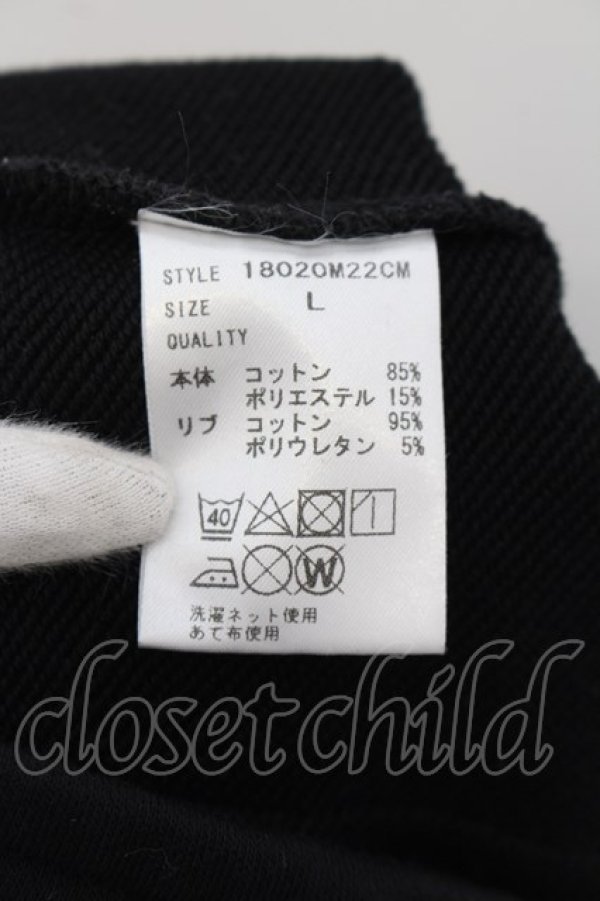 STYLE 18020M22CM
SIZE L
QUALITY
本体 コットン 85%
ポリエステル 15%
リブ コットン 95%
ポリウレタン 5%
40
W
洗濯ネット使用
あて布使用
closet child